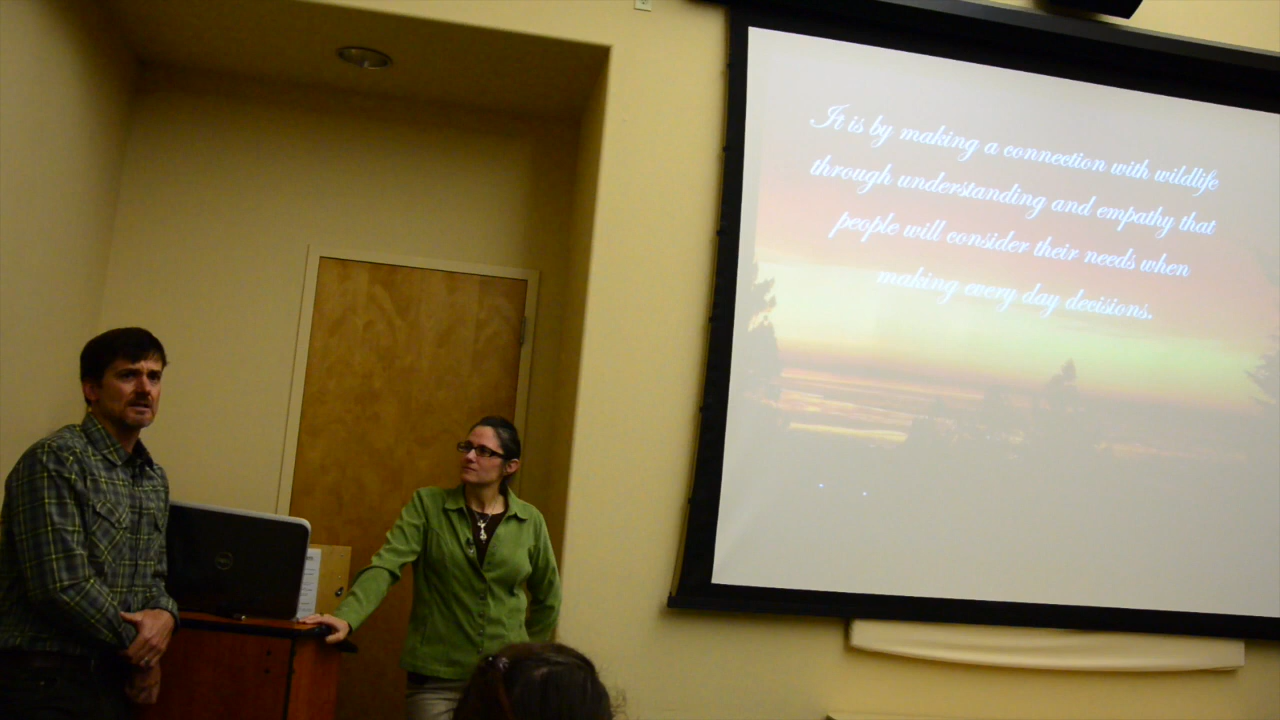 It is by making a connection with wildlife
through understanding and empathy that
people will consider their needs when
making every day decisions.
DELL